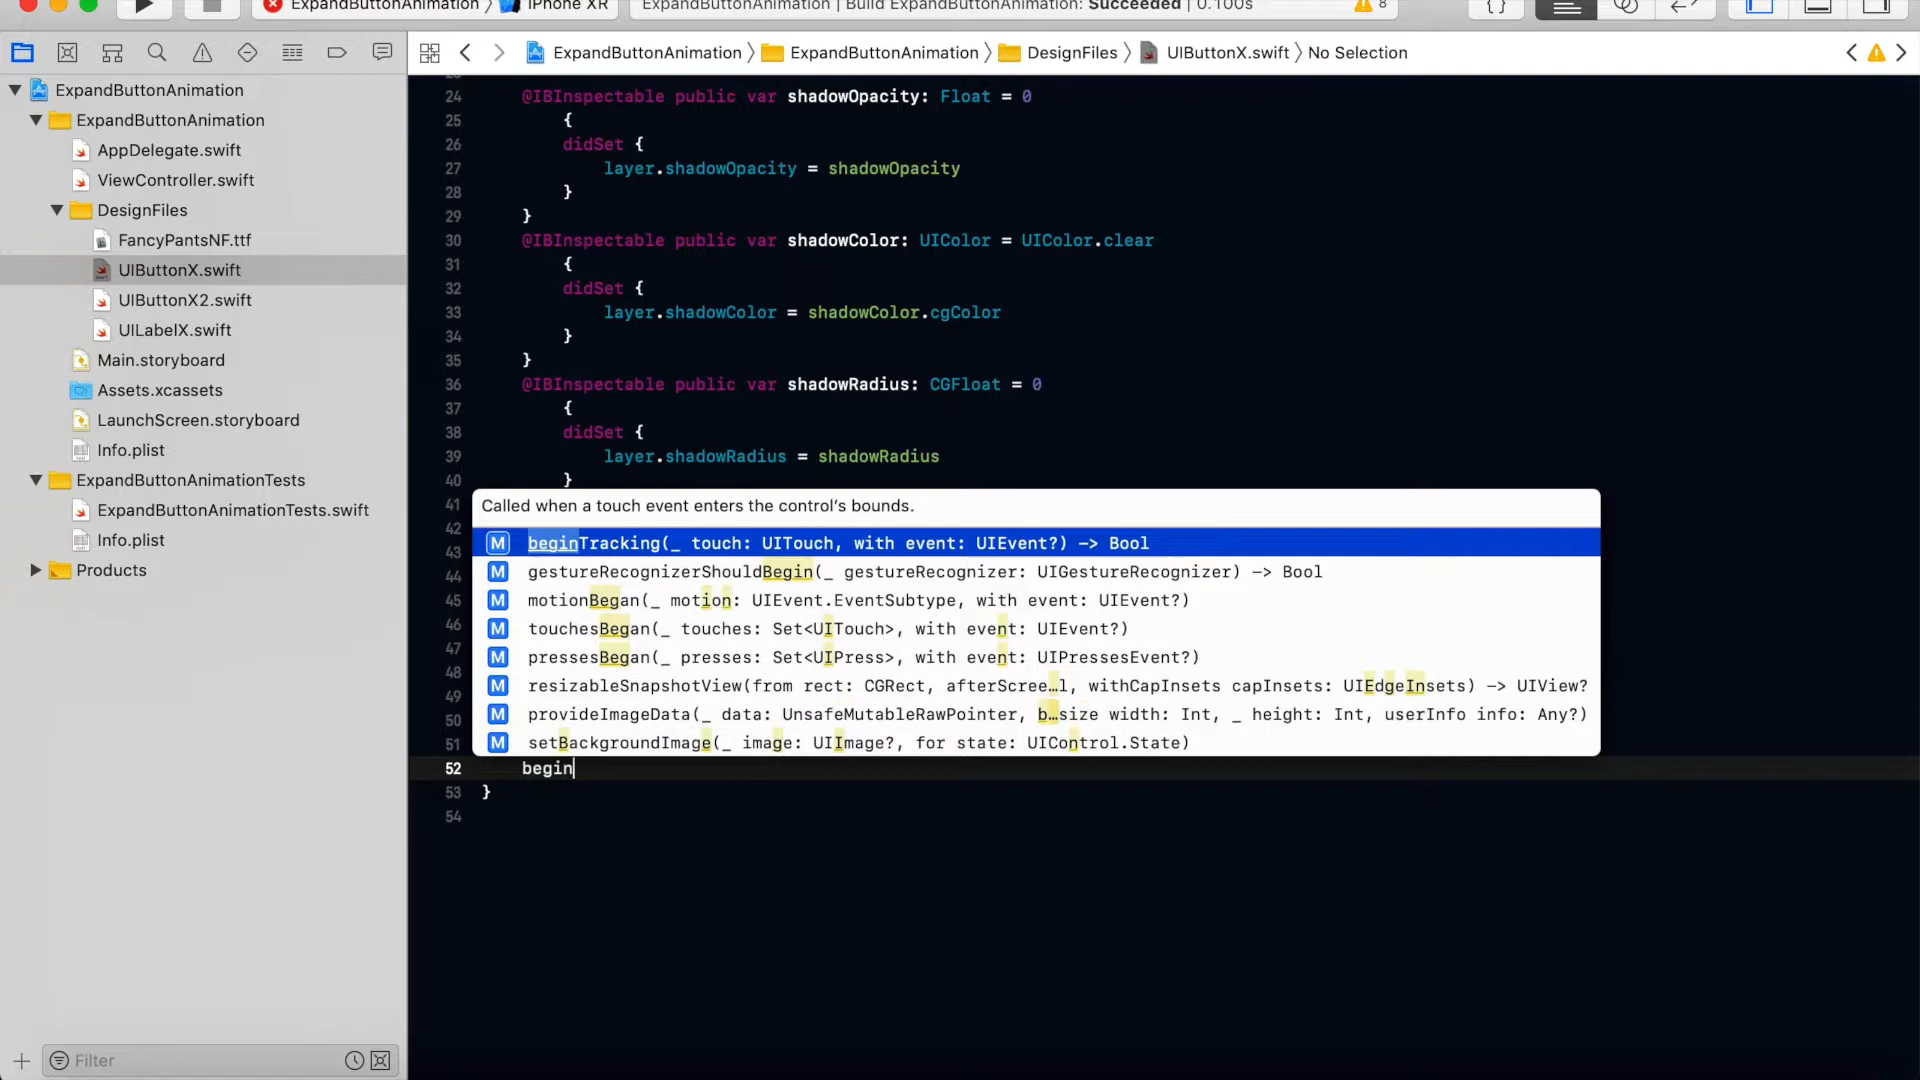 ExpandButtonAnimation 〉 iPhone XR
ExpandButtonAnimation | Build ExpandButtonAnimation: Succeeded | 0.100s
8
{ }
ExpandButtonAnimation 〉 ExpandButtonAnimation 〉 DesignFiles 〉 UIButtonX.swift 〉 No Selection
ExpandButtonAnimation
ExpandButtonAnimation
AppDelegate.swift
ViewController.swift
DesignFiles
FancyPantsNF.ttf
UIButtonX.swift
UIButtonX2.swift
UILabelX.swift
Main.storyboard
Assets.xcassets
LaunchScreen.storyboard
Info.plist
ExpandButtonAnimationTests
ExpandButtonAnimationTests.swift
Info.plist
Products
Filter
24 @IBInspectable public var shadowOpacity: Float = 0
25 {
26 didSet {
27 layer.shadowOpacity = shadowOpacity
28 }
29 }
30 @IBInspectable public var shadowColor: UIColor = UIColor.clear
31 {
32 didSet {
33 layer.shadowColor = shadowColor.cgColor
34 }
35 }
36 @IBInspectable public var shadowRadius: CGFloat = 0
37 {
38 didSet {
39 layer.shadowRadius = shadowRadius
40 }
41 Called when a touch event enters the control's bounds.
42
43 M beginTracking(_ touch: UITouch, with event: UIEvent?) -> Bool
44 M gestureRecognizerShouldBegin(_ gestureRecognizer: UIGestureRecognizer) -> Bool
45 M motionBegan(_ motion: UIEvent.EventSubtype, with event: UIEvent?)
46 M touchesBegan(_ touches: Set<UITouch>, with event: UIEvent?)
47 M pressesBegan(_ presses: Set<UIPress>, with event: UIPressesEvent?)
48 M resizableSnapshotView(from rect: CGRect, afterScree…l, withCapInsets capInsets: UIEdgeInsets) -> UIView?
49
50 M provideImageData(_ data: UnsafeMutableRawPointer, b…size width: Int, _ height: Int, userInfo info: Any?)
51 M setBackgroundImage(_ image: UIImage?, for state: UIControl.State)
52 begin
53 }
54